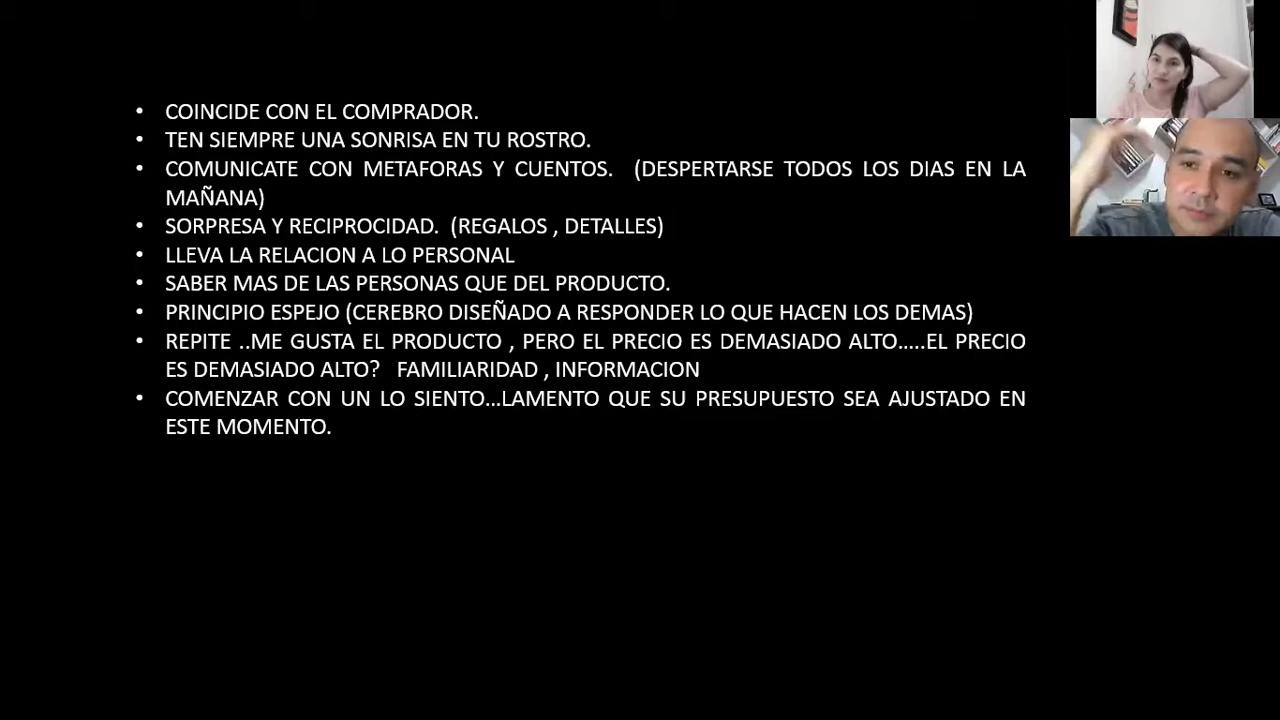 • COINCIDE CON EL COMPRADOR.
• TEN SIEMPRE UNA SONRISA EN TU ROSTRO.
• COMUNICATE CON METAFORAS Y CUENTOS. (DESPERTARSE TODOS LOS DIAS EN LA
MAÑANA)
• SORPRESA Y RECIPROCIDAD. (REGALOS , DETALLES)
• LLEVA LA RELACION A LO PERSONAL
• SABER MAS DE LAS PERSONAS QUE DEL PRODUCTO.
• PRINCIPIO ESPEJO (CEREBRO DISEÑADO A RESPONDER LO QUE HACEN LOS DEMAS)
• REPITE ..ME GUSTA EL PRODUCTO , PERO EL PRECIO ES DEMASIADO ALTO.....EL PRECIO
ES DEMASIADO ALTO? FAMILIARIDAD , INFORMACION
• COMENZAR CON UN LO SIENTO...LAMENTO QUE SU PRESUPUESTO SEA AJUSTADO EN
ESTE MOMENTO.